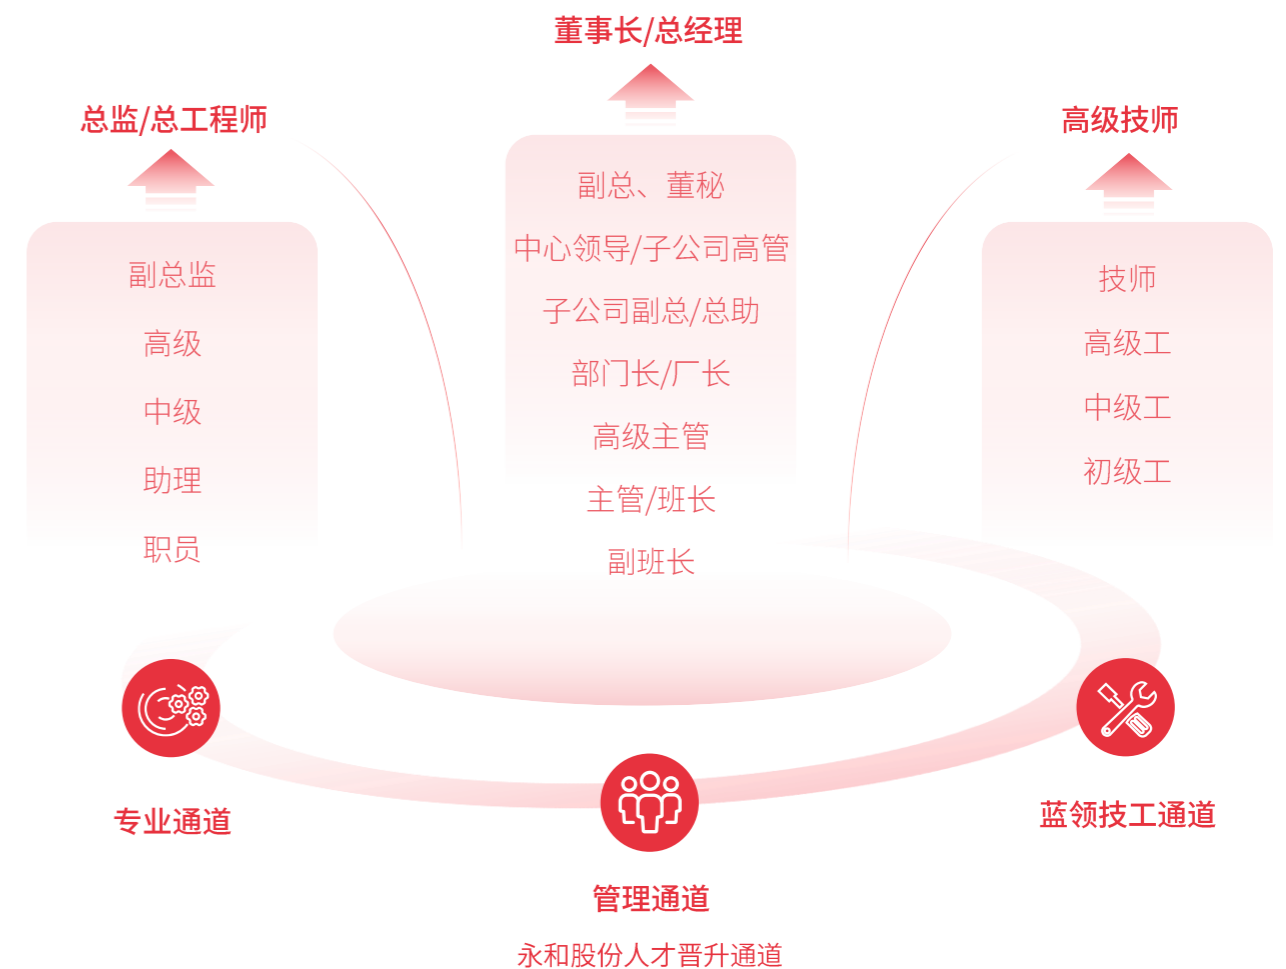 董事长/总经理
总监/总工程师
高级技师
副总监
高级
中级
助理
职员
副总、董秘
中心领导/子公司高管
子公司副总/总助
部门长/厂长
高级主管
主管/班长
副班长
技师
高级工
中级工
初级工
专业通道
管理通道
蓝领技工通道
永和股份人才晋升通道